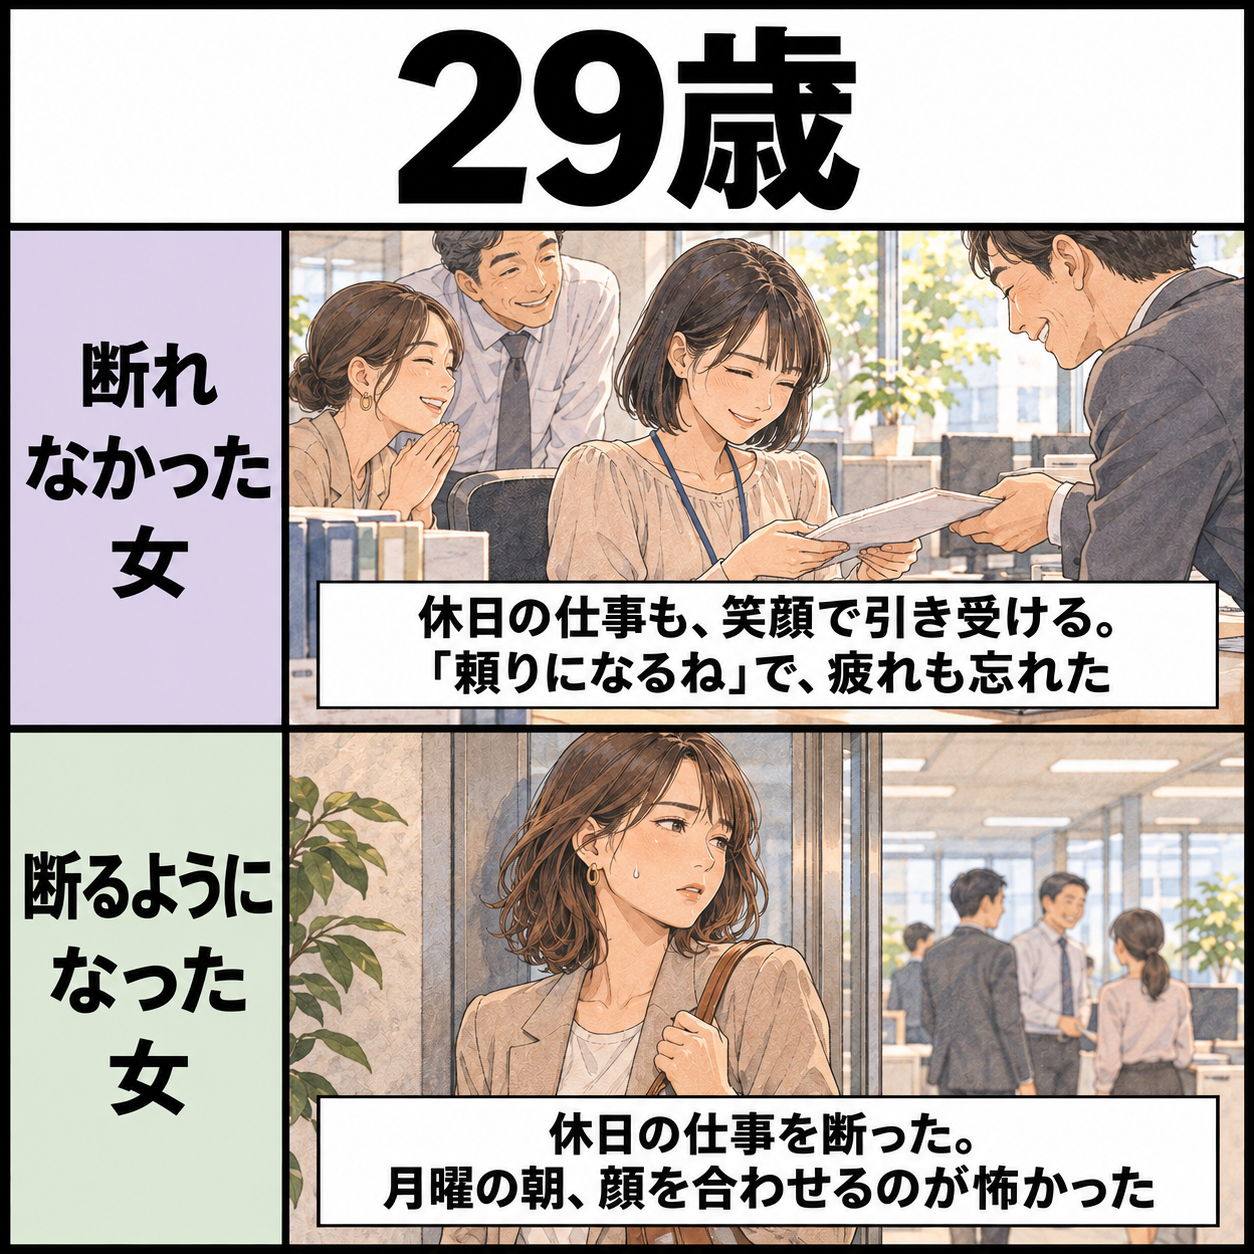 29歳
断れ
なかった
女
休日の仕事も、笑顔で引き受ける。
「頼りになるね」で、疲れも忘れた
断るように
なった
女
休日の仕事を断った。
月曜の朝、顔を合わせるのが怖かった